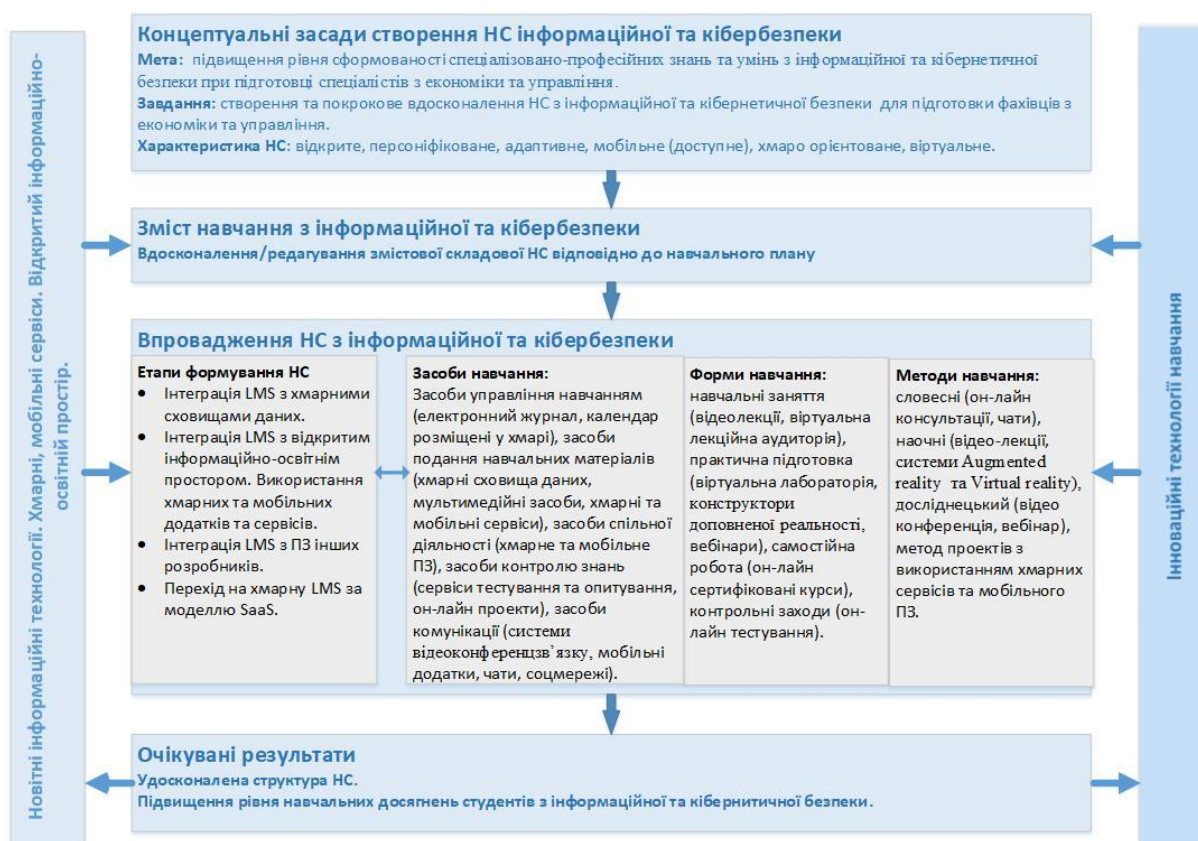 Новітні інформаційні технології. Хмарні, мобільні сервіси. Відкритий інформаційно-
освітній простір.
Концептуальні засади створення НС інформаційної та кібербезпеки
Мета: підвищення рівня сформованості спеціалізовано-професійних знань та умінь з інформаційної та кібернетичної
безпеки при підготовці спеціалістів з економіки та управління.
Завдання: створення та покрокове вдосконалення НС з інформаційної та кібернетичної безпеки для підготовки фахівців з
економіки та управління.
Характеристика НС: відкрите, персоніфіковане, адаптивне, мобільне (доступне), хмаро орієнтоване, віртуальне.
Зміст навчання з інформаційної та кібербезпеки
Вдосконалення/редагування змістової складової НС відповідно до навчального плану
Впровадження НС з інформаційної та кібербезпеки
Етапи формування НС
• Інтеграція LMS з хмарними
сховищами даних.
• Інтеграція LMS з відкритим
інформаційно-освітнім
простором. Використання
хмарних та мобільних
додатків та сервісів.
• Інтеграція LMS з ПЗ інших
розробників.
• Перехід на хмарну LMS за
моделлю SaaS.
Засоби навчання:
Засоби управління навчанням
(електронний журнал, календар
розміщені у хмарі), засоби
подання навчальних матеріалів
(хмарні сховища даних,
мультимедійні засоби, хмарні та
мобільні сервіси), засоби спільної
діяльності (хмарне та мобільне
ПЗ), засоби контролю знань
(сервіси тестування та опитування,
он-лайн проекти), засоби
комунікації (системи
відеоконференцзв’язку, мобільні
додатки, чати, соцмережі).
Форми навчання:
навчальні заняття
(відеолекції, віртуальна
лекційна аудиторія),
практична підготовка
(віртуальна лабораторія,
конструктори
доповненої реальності,
вебінари), самостійна
робота (он-лайн
сертифіковані курси),
контрольні заходи (он-
лайн тестування).
Методи навчання:
словесні (он-лайн
консультації, чати),
наочні (відео-лекції,
системи Augmented
reality та Virtual reality),
досліднецький (відео
конференція, вебінар),
метод проектів з
використанням хмарних
сервісів та мобільного
ПЗ.
Очікувані результати
Удосконалена структура НС.
Підвищення рівня навчальних досягнень студентів з інформаційної та кібернитичної безпеки.
Інноваційні технології навчання